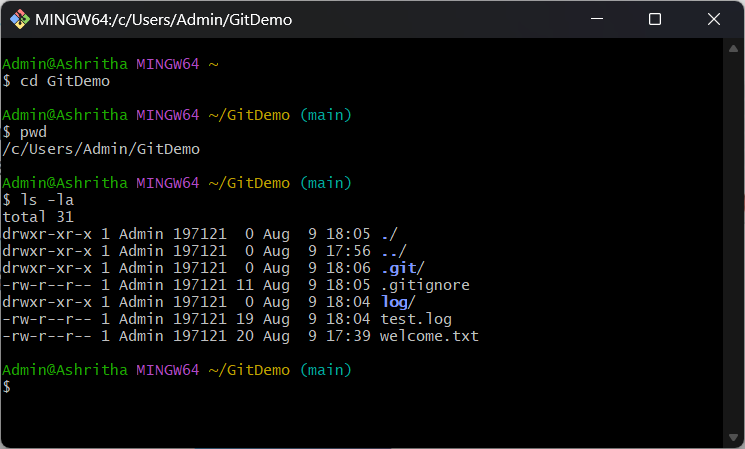 MINGW64:/c/Users/Admin/GitDemo
Admin@Ashritha MINGW64 ~
$ cd GitDemo
Admin@Ashritha MINGW64 ~/GitDemo (main)
$ pwd
/c/Users/Admin/GitDemo
Admin@Ashritha MINGW64 ~/GitDemo (main)
$ ls -la
total 31
drwxr-xr-x 1 Admin 197121  0 Aug  9 18:05 ./
drwxr-xr-x 1 Admin 197121  0 Aug  9 17:56 ../
drwxr-xr-x 1 Admin 197121  0 Aug  9 18:06 .git/
-rw-r--r-- 1 Admin 197121 11 Aug  9 18:05 .gitignore
drwxr-xr-x 1 Admin 197121  0 Aug  9 18:04 log/
-rw-r--r-- 1 Admin 197121 19 Aug  9 18:04 test.log
-rw-r--r-- 1 Admin 197121 20 Aug  9 17:39 welcome.txt
Admin@Ashritha MINGW64 ~/GitDemo (main)
$